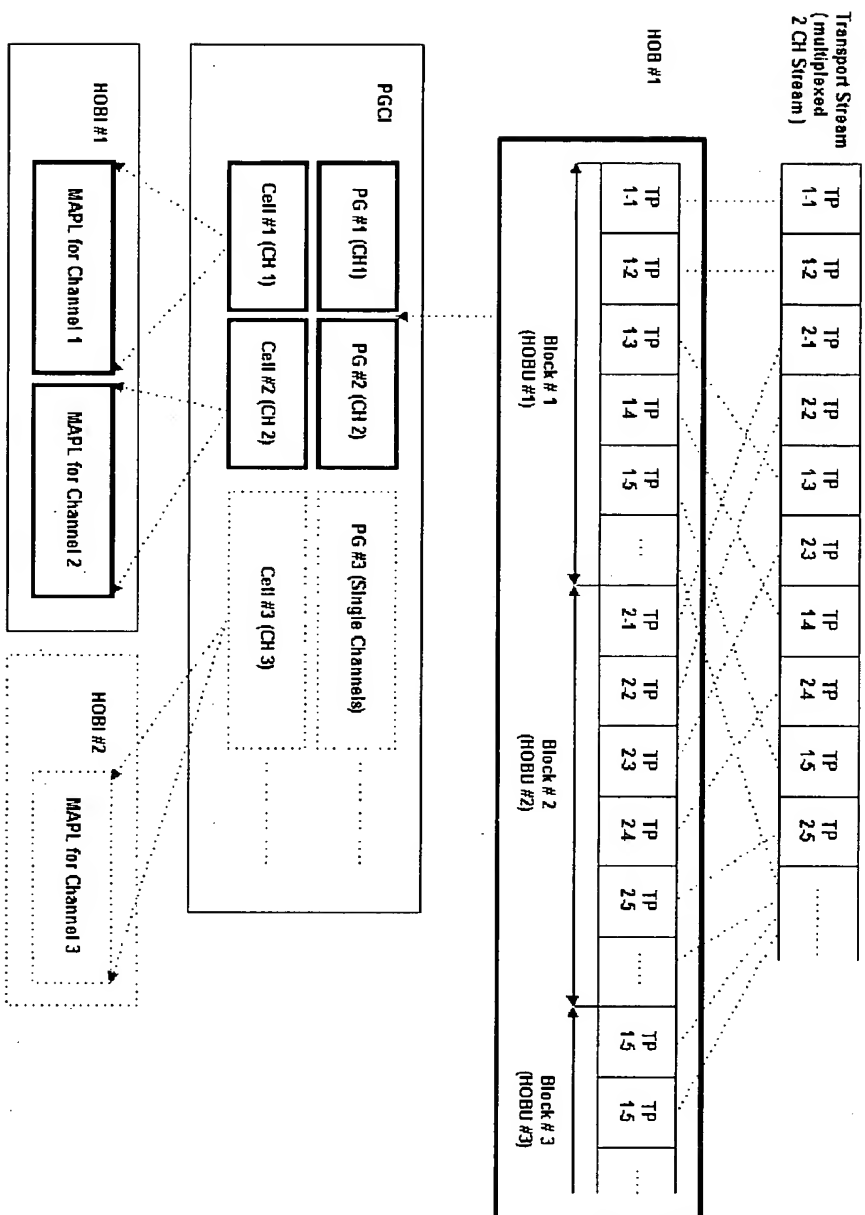 Transport Stream
( multiplexed
2 CH Stream )
TP
1-1
TP
1-2
TP
2-1
TP
2-2
TP
1-3
TP
2-3
TP
1-4
TP
2-4
TP
1-5
TP
2-5
........
HOB #1
TP
1-1
TP
1-2
TP
1-3
TP
1-4
TP
1-5
....
TP
2-1
TP
2-2
TP
2-3
TP
2-4
TP
2-5
.....
TP
1-5
TP
1-5
.....
Block # 1
(HOBU #1)
Block # 2
(HOBU #2)
Block # 3
(HOBU #3)
PGCI
PG #1 (CH1)
PG #2 (CH 2)
PG #3 (Single Channels)
........
Cell #1 (CH 1)
Cell #2 (CH 2)
Cell #3 (CH 3)
........
HOBI #1
MAPL for Channel 1
MAPL for Channel 2
HOBI #2
MAPL for Channel 3